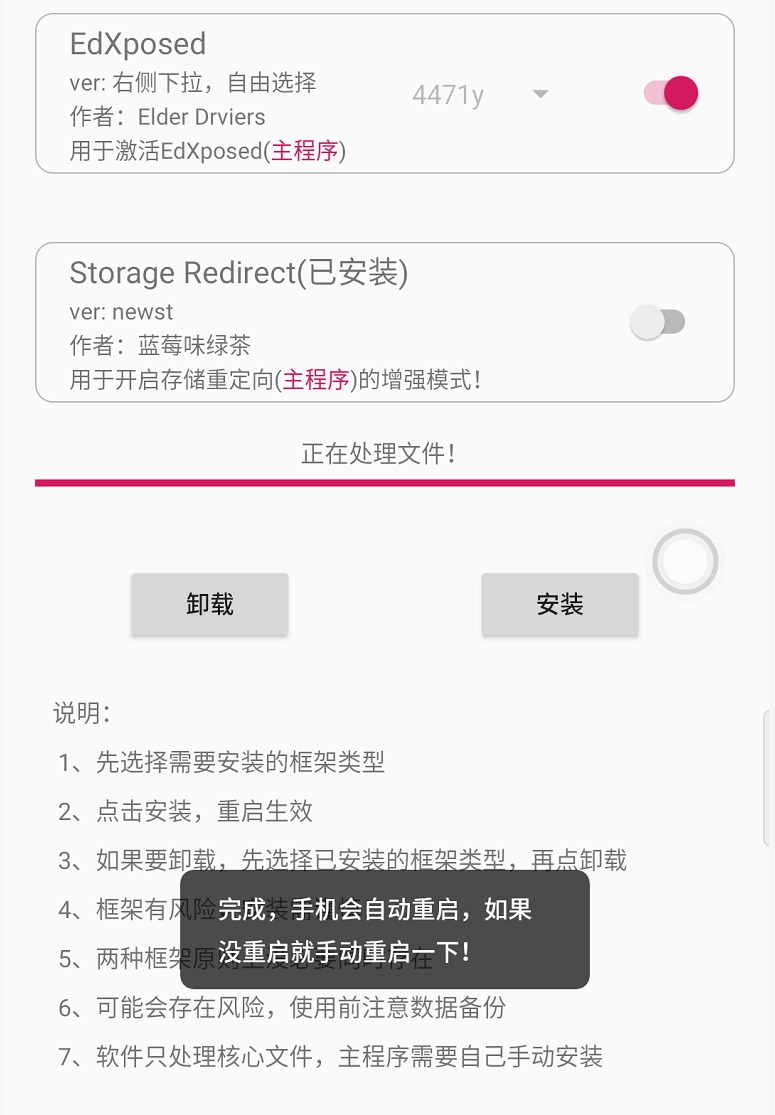 EdXposed
ver: 右侧下拉，自由选择
4471y
作者：Elder Drviers
用于激活EdXposed(主程序)
Storage Redirect(已安装)
ver: newst
作者：蓝莓味绿茶
用于开启存储重定向(主程序)的增强模式！
正在处理文件！
卸载
安装
说明：
1、先选择需要安装的框架类型
2、点击安装，重启生效
3、如果要卸载，先选择已安装的框架类型，再点卸载
4、框架有风险
5、两种框架
完成，手机会自动重启，如果
没重启就手动重启一下！
6、可能会存在风险，使用前注意数据备份
7、软件只处理核心文件，主程序需要自己手动安装